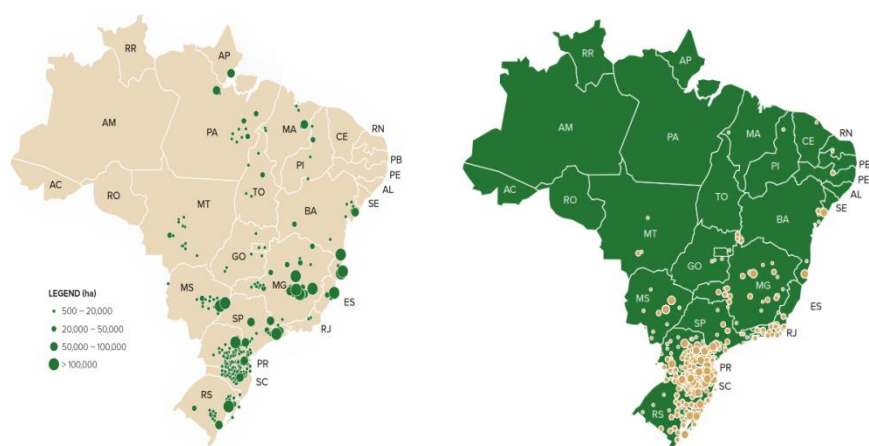 RR
AP
AM
PA
MA
CE
RN
PB
PE
AL
PI
AC
RO
TO
SE
MT
BA
GO
MG
MS
ES
SP
RJ
PR
SC
RS
LEGEND (ha)
500 – 20,000
20,000 – 50,000
50,000 – 100,000
> 100,000
RR
AP
AM
PA
MA
CE
RN
PB
PE
AL
PI
AC
RO
TO
SE
MT
BA
GO
MG
MS
ES
SP
RJ
PR
SC
RS